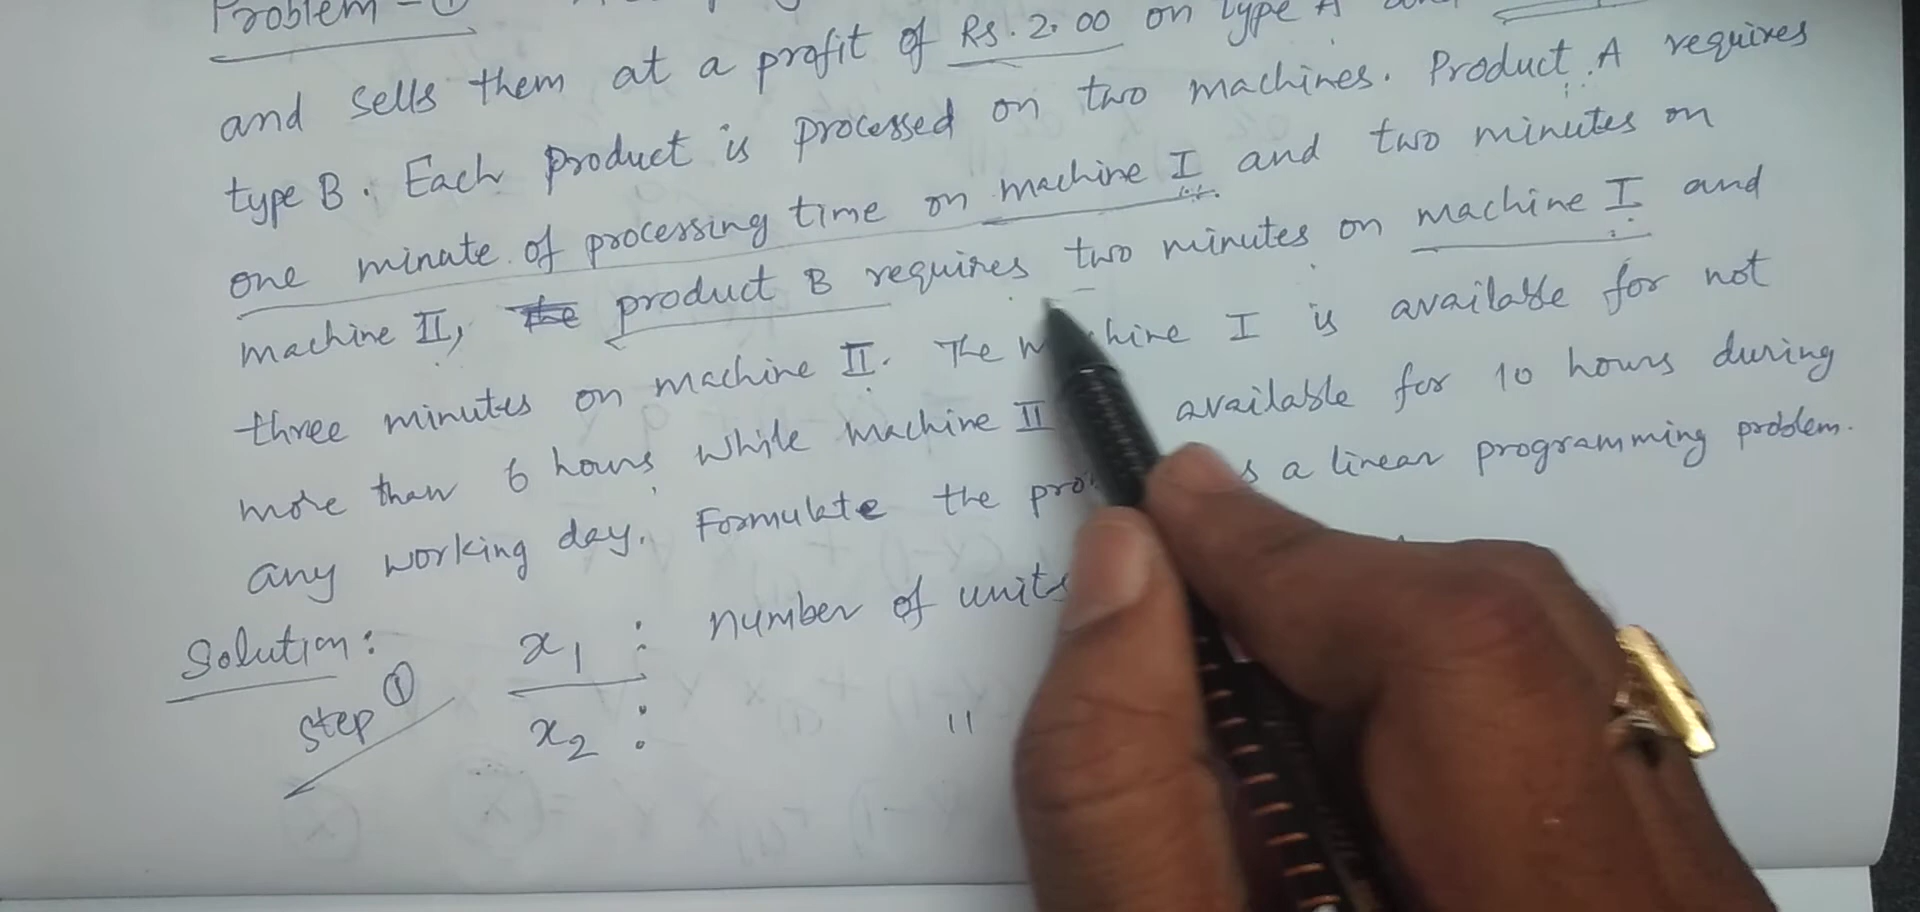 Problem - ①
and sells them at a profit of Rs. 2.00 on type A
type B. Each product is processed on two machines. Product A requires
one minute of processing time on machine I and two minutes on
machine II, the product B requires two minutes on machine I and
three minutes on machine II. The machine I is available for not
more than 6 hours while machine II available for 10 hours during
any working day. Formulate the a linear programming problem.
Solution:
step ①
x1 : number of units
x2 : "